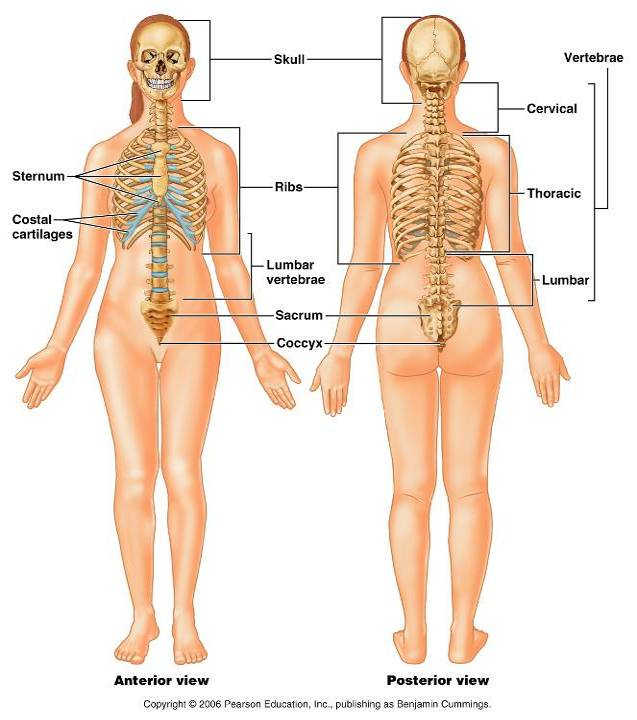 Skull
Vertebrae
Cervical
Sternum
Ribs
Thoracic
Costal
cartilages
Lumbar
vertebrae
Lumbar
Sacrum
Coccyx
Anterior view
Posterior view
Copyright © 2006 Pearson Education, Inc., publishing as Benjamin Cummings.